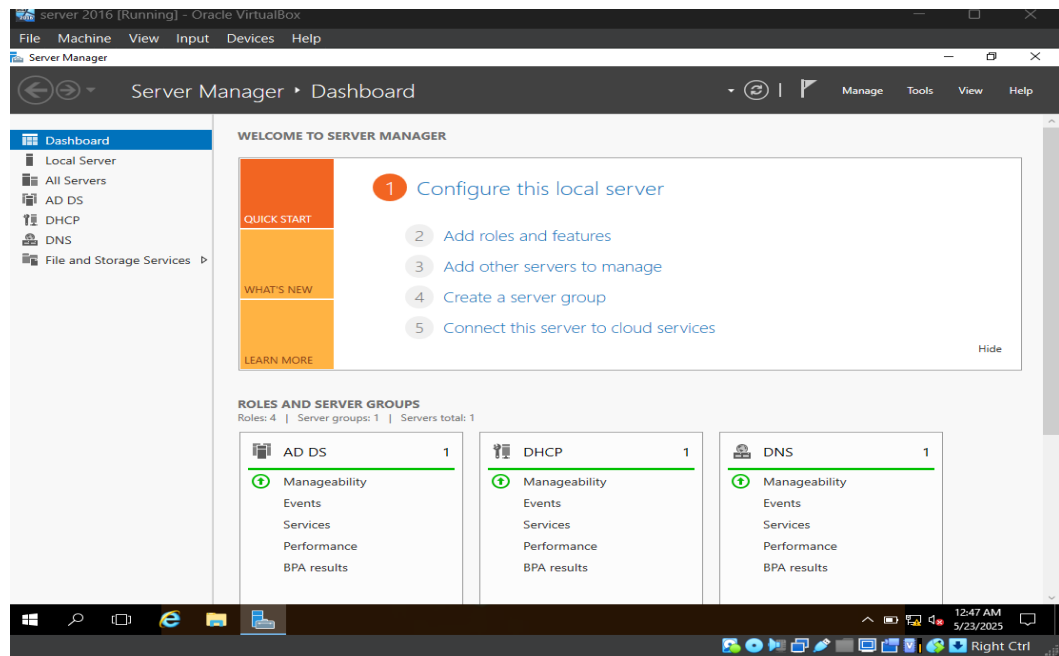 server 2016 [Running] - Oracle VirtualBox
File Machine View Input Devices Help
Server Manager
Server Manager ‣ Dashboard
Manage Tools View Help
Dashboard
Local Server
All Servers
AD DS
DHCP
DNS
File and Storage Services
WELCOME TO SERVER MANAGER
QUICK START
WHAT'S NEW
LEARN MORE
1 Configure this local server
2 Add roles and features
3 Add other servers to manage
4 Create a server group
5 Connect this server to cloud services
Hide
ROLES AND SERVER GROUPS
Roles: 4 | Server groups: 1 | Servers total: 1
AD DS 1
Manageability
Events
Services
Performance
BPA results
DHCP 1
Manageability
Events
Services
Performance
BPA results
DNS 1
Manageability
Events
Services
Performance
BPA results
12:47 AM
5/23/2025
Right Ctrl